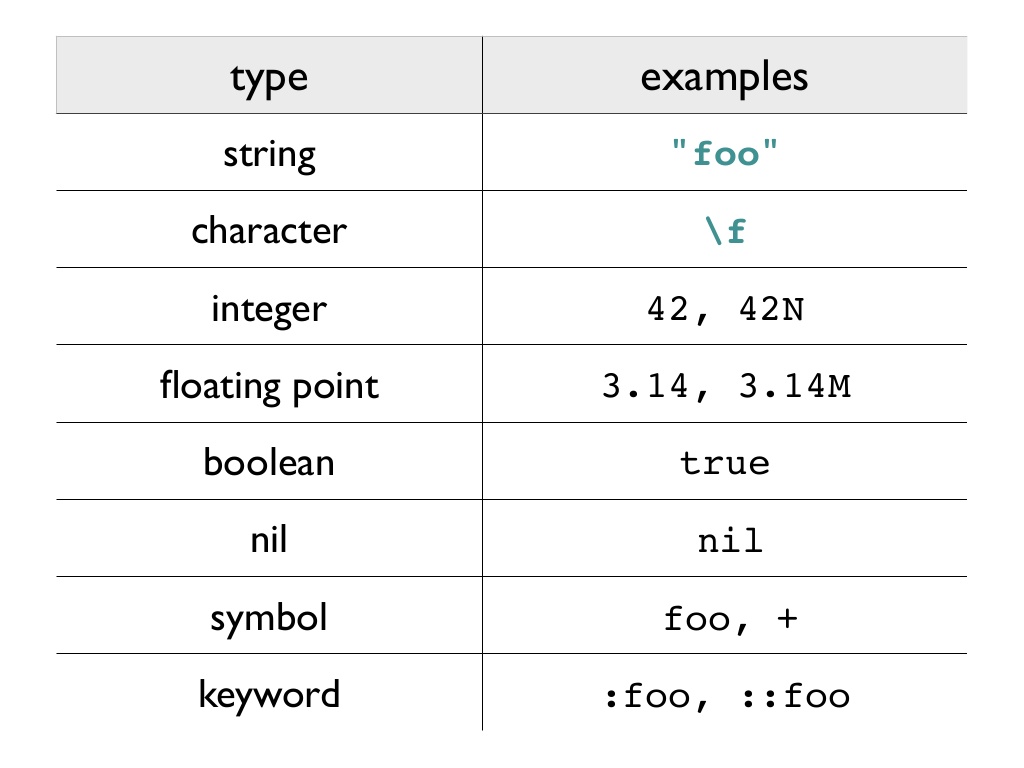 type examples
string "foo"
character \f
integer 42, 42N
floating point 3.14, 3.14M
boolean true
nil nil
symbol foo, +
keyword :foo, ::foo